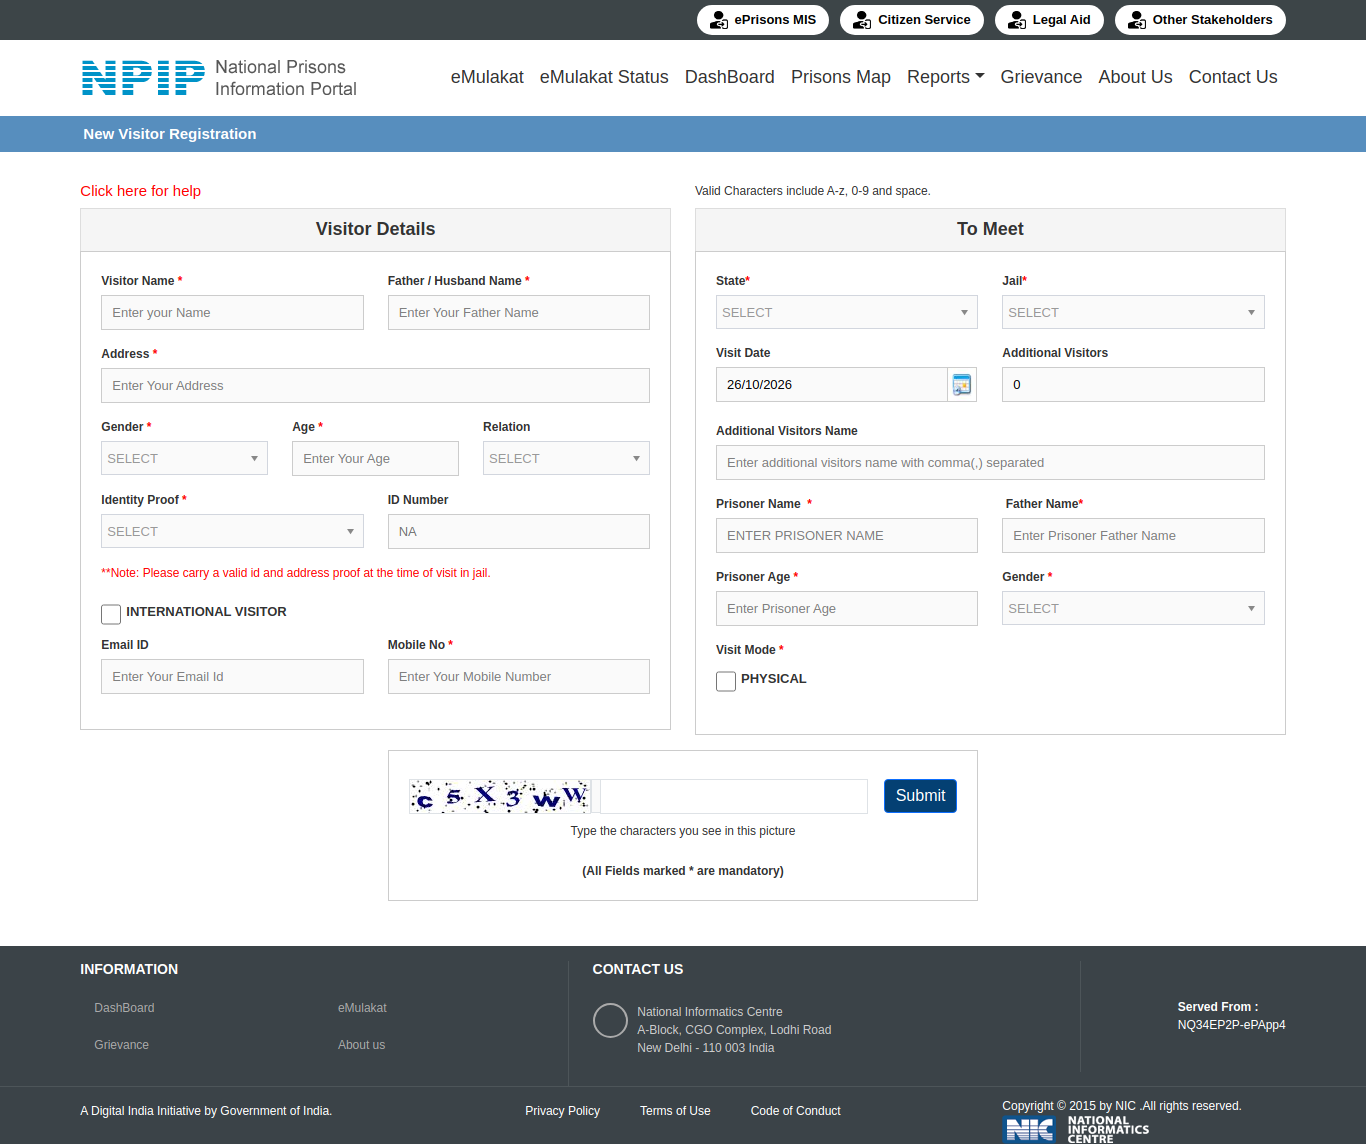 ePrisons MIS
Citizen Service
Legal Aid
Other Stakeholders
NPIP National Prisons
Information Portal
eMulakat
eMulakat Status
DashBoard
Prisons Map
Reports
Grievance
About Us
Contact Us
New Visitor Registration
Click here for help
Valid Characters include A-z, 0-9 and space.
Visitor Details
Visitor Name *
Father / Husband Name *
Enter your Name
Enter Your Father Name
Address *
Enter Your Address
Gender *
Age *
Relation
SELECT
Enter Your Age
SELECT
Identity Proof *
ID Number
SELECT
NA
**Note: Please carry a valid id and address proof at the time of visit in jail.
INTERNATIONAL VISITOR
Email ID
Mobile No *
Enter Your Email Id
Enter Your Mobile Number
To Meet
State*
Jail*
SELECT
SELECT
Visit Date
Additional Visitors
26/10/2026
0
Additional Visitors Name
Enter additional visitors name with comma(,) separated
Prisoner Name *
Father Name*
ENTER PRISONER NAME
Enter Prisoner Father Name
Prisoner Age *
Gender *
Enter Prisoner Age
SELECT
Visit Mode *
PHYSICAL
c5X3wW
Submit
Type the characters you see in this picture
(All Fields marked * are mandatory)
INFORMATION
DashBoard
eMulakat
Grievance
About us
CONTACT US
National Informatics Centre
A-Block, CGO Complex, Lodhi Road
New Delhi - 110 003 India
Served From :
NQ34EP2P-ePApp4
A Digital India Initiative by Government of India.
Privacy Policy
Terms of Use
Code of Conduct
Copyright © 2015 by NIC .All rights reserved.
NIC NATIONAL
INFORMATICS
CENTRE